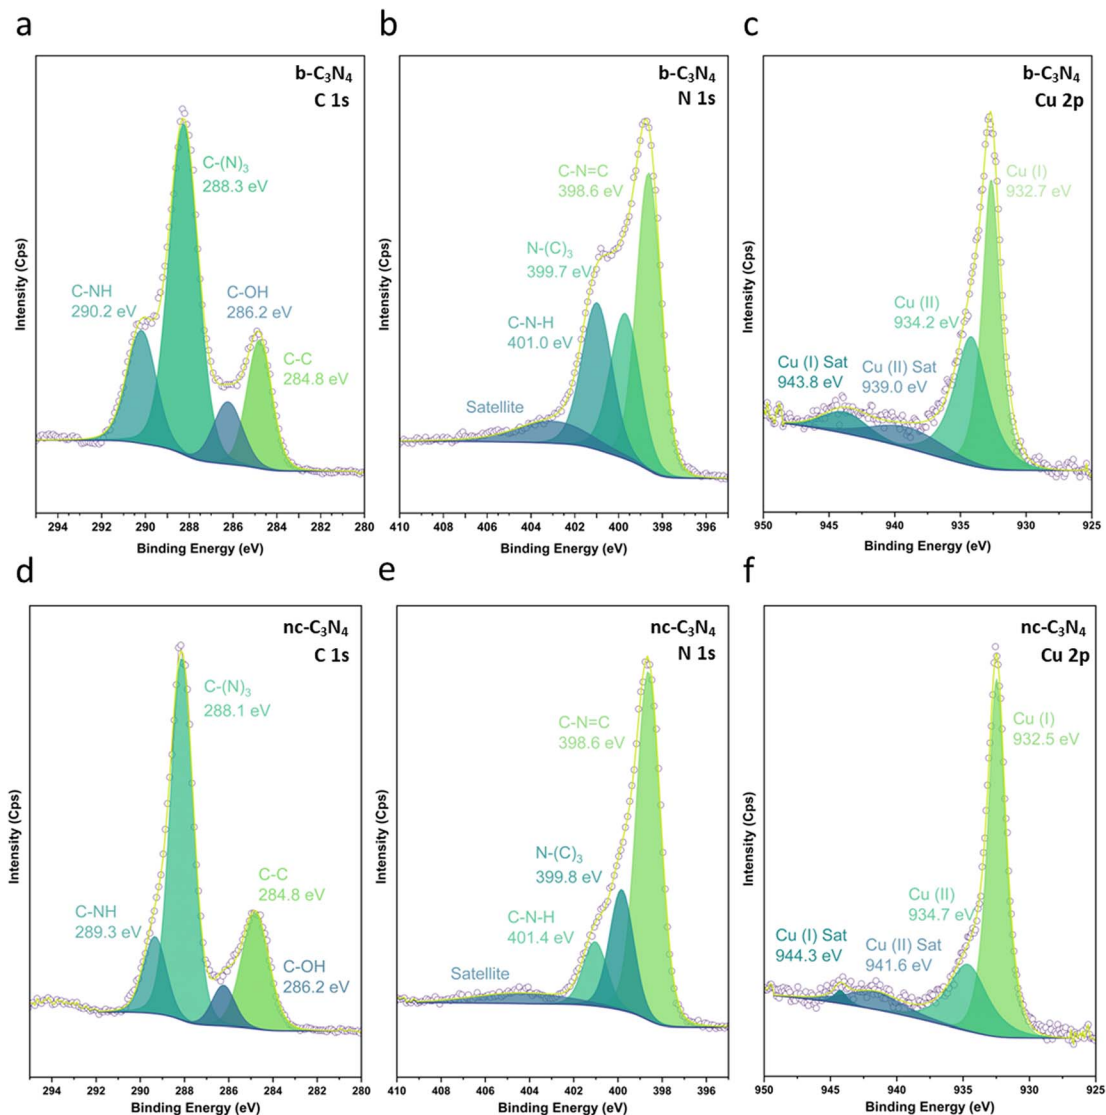 a
b-C₃N₄
C 1s
C-(N)₃
288.3 eV
C-NH
290.2 eV
C-OH
286.2 eV
C-C
284.8 eV
Intensity (Cps)
294 292 290 288 286 284 282 280
Binding Energy (eV)
b
b-C₃N₄
N 1s
C-N=C
398.6 eV
N-(C)₃
399.7 eV
C-N-H
401.0 eV
Satellite
Intensity (Cps)
410 408 406 404 402 400 398 396
Binding Energy (eV)
c
b-C₃N₄
Cu 2p
Cu (I)
932.7 eV
Cu (II)
934.2 eV
Cu (I) Sat
943.8 eV
Cu (II) Sat
939.0 eV
Intensity (Cps)
950 945 940 935 930 925
Binding Energy (eV)
d
nc-C₃N₄
C 1s
C-(N)₃
288.1 eV
C-C
284.8 eV
C-NH
289.3 eV
C-OH
286.2 eV
Intensity (Cps)
294 292 290 288 286 284 282 280
Binding Energy (eV)
e
nc-C₃N₄
N 1s
C-N=C
398.6 eV
N-(C)₃
399.8 eV
C-N-H
401.4 eV
Satellite
Intensity (Cps)
410 408 406 404 402 400 398 396
Binding Energy (eV)
f
nc-C₃N₄
Cu 2p
Cu (I)
932.5 eV
Cu (II)
934.7 eV
Cu (I) Sat
944.3 eV
Cu (II) Sat
941.6 eV
Intensity (Cps)
950 945 940 935 930 925
Binding Energy (eV)